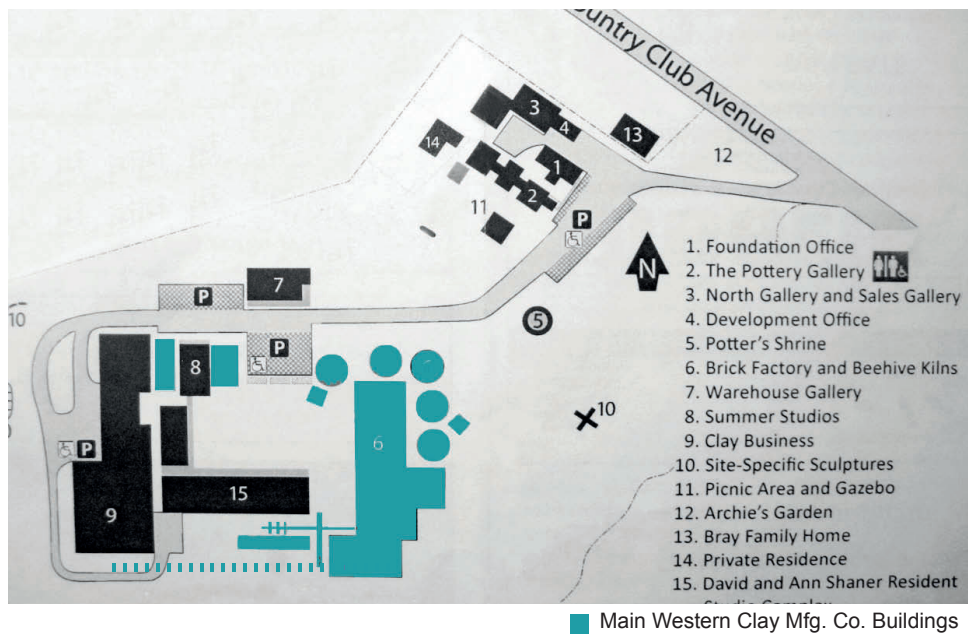 ountry Club Avenue
3
4
13
14
12
1
2
11
P
N
7
P
10
5
P
8
6
10
P
15
9
1. Foundation Office
2. The Pottery Gallery
3. North Gallery and Sales Gallery
4. Development Office
5. Potter's Shrine
6. Brick Factory and Beehive Kilns
7. Warehouse Gallery
8. Summer Studios
9. Clay Business
10. Site-Specific Sculptures
11. Picnic Area and Gazebo
12. Archie's Garden
13. Bray Family Home
14. Private Residence
15. David and Ann Shaner Resident
Studio Complex
Main Western Clay Mfg. Co. Buildings